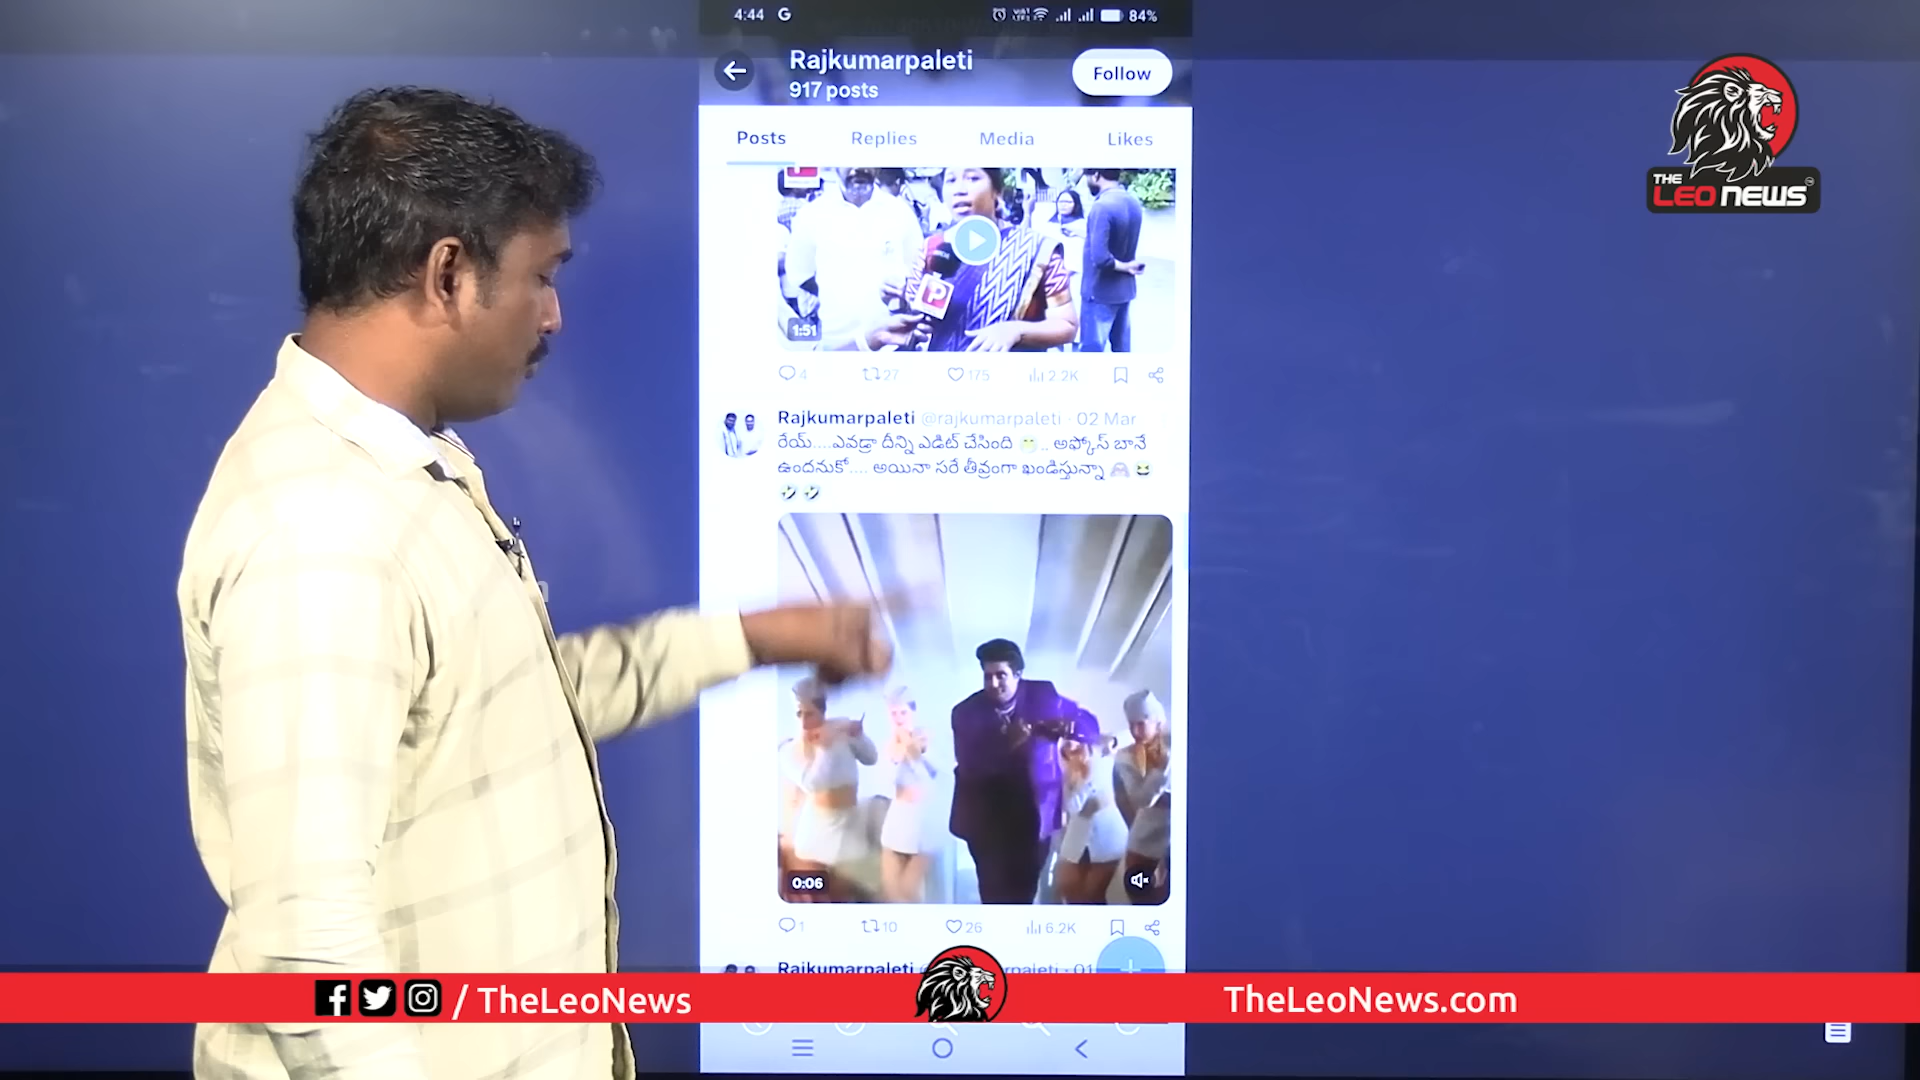 4:44 G
84%
Rajkumarpaleti
917 posts
Follow
Posts Replies Media Likes
1:51
4 27 175 2.2K
Rajkumarpaleti @rajkumarpaleti · 02 Mar
రేయ్....ఎవడ్రా దీన్ని ఎడిట్ చేసింది .. అఫ్కోస్ బానే
ఉందనుకో.... అయినా సరే తీవ్రంగా ఖండిస్తున్నా
0:06
1 10 26 6.2K
Rajkumarpaleti
THE
LEO NEWS
/ TheLeoNews
TheLeoNews.com